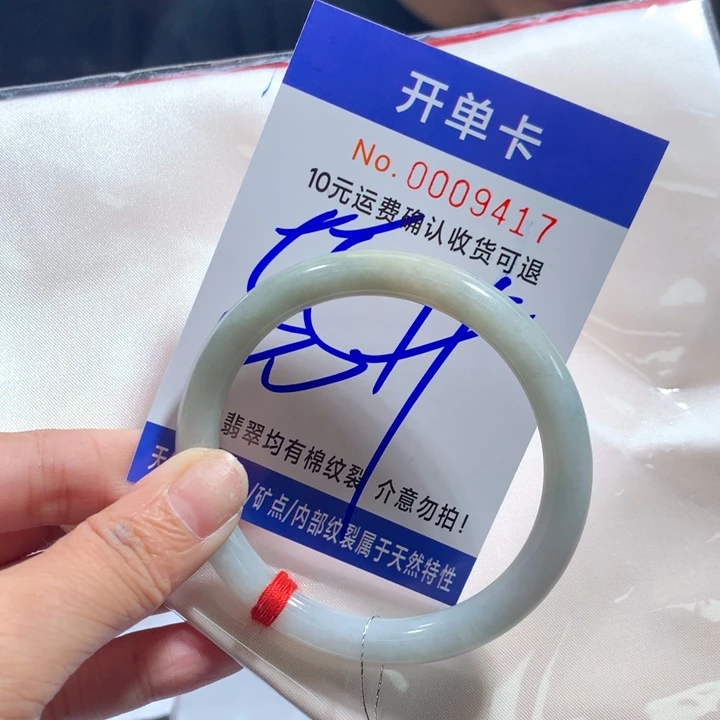 开单卡
No. 0009417
10元运费确认收货可退
翡翠均有棉纹裂 介意勿拍!
天 /矿点/内部纹裂属于天然特性